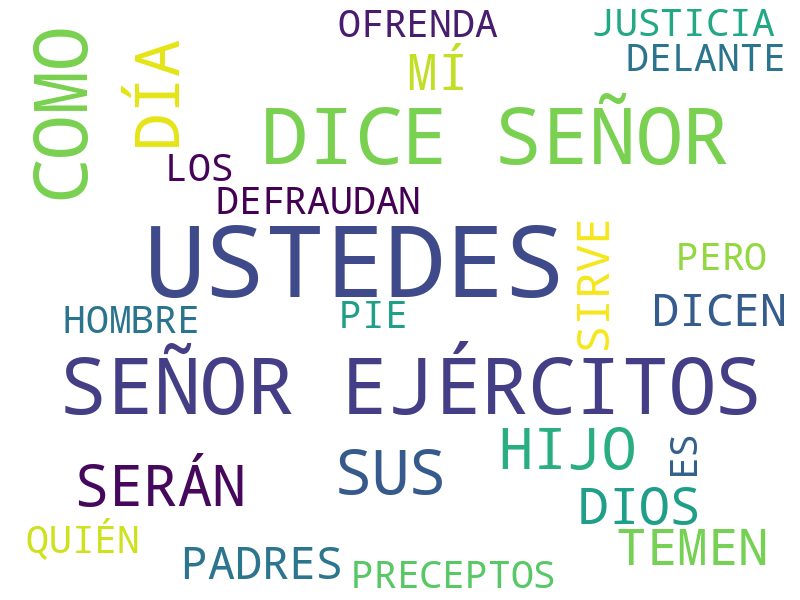 OFRENDA
JUSTICIA
DELANTE
COMO
DÍA
MÍ
DICE SEÑOR
LOS
DEFRAUDAN
USTEDES
SIRVE
PERO
DICEN
HOMBRE
PIE
SEÑOR EJÉRCITOS
HIJO
ES
SERÁN
SUS
DIOS
QUIÉN
TEMEN
PADRES
PRECEPTOS